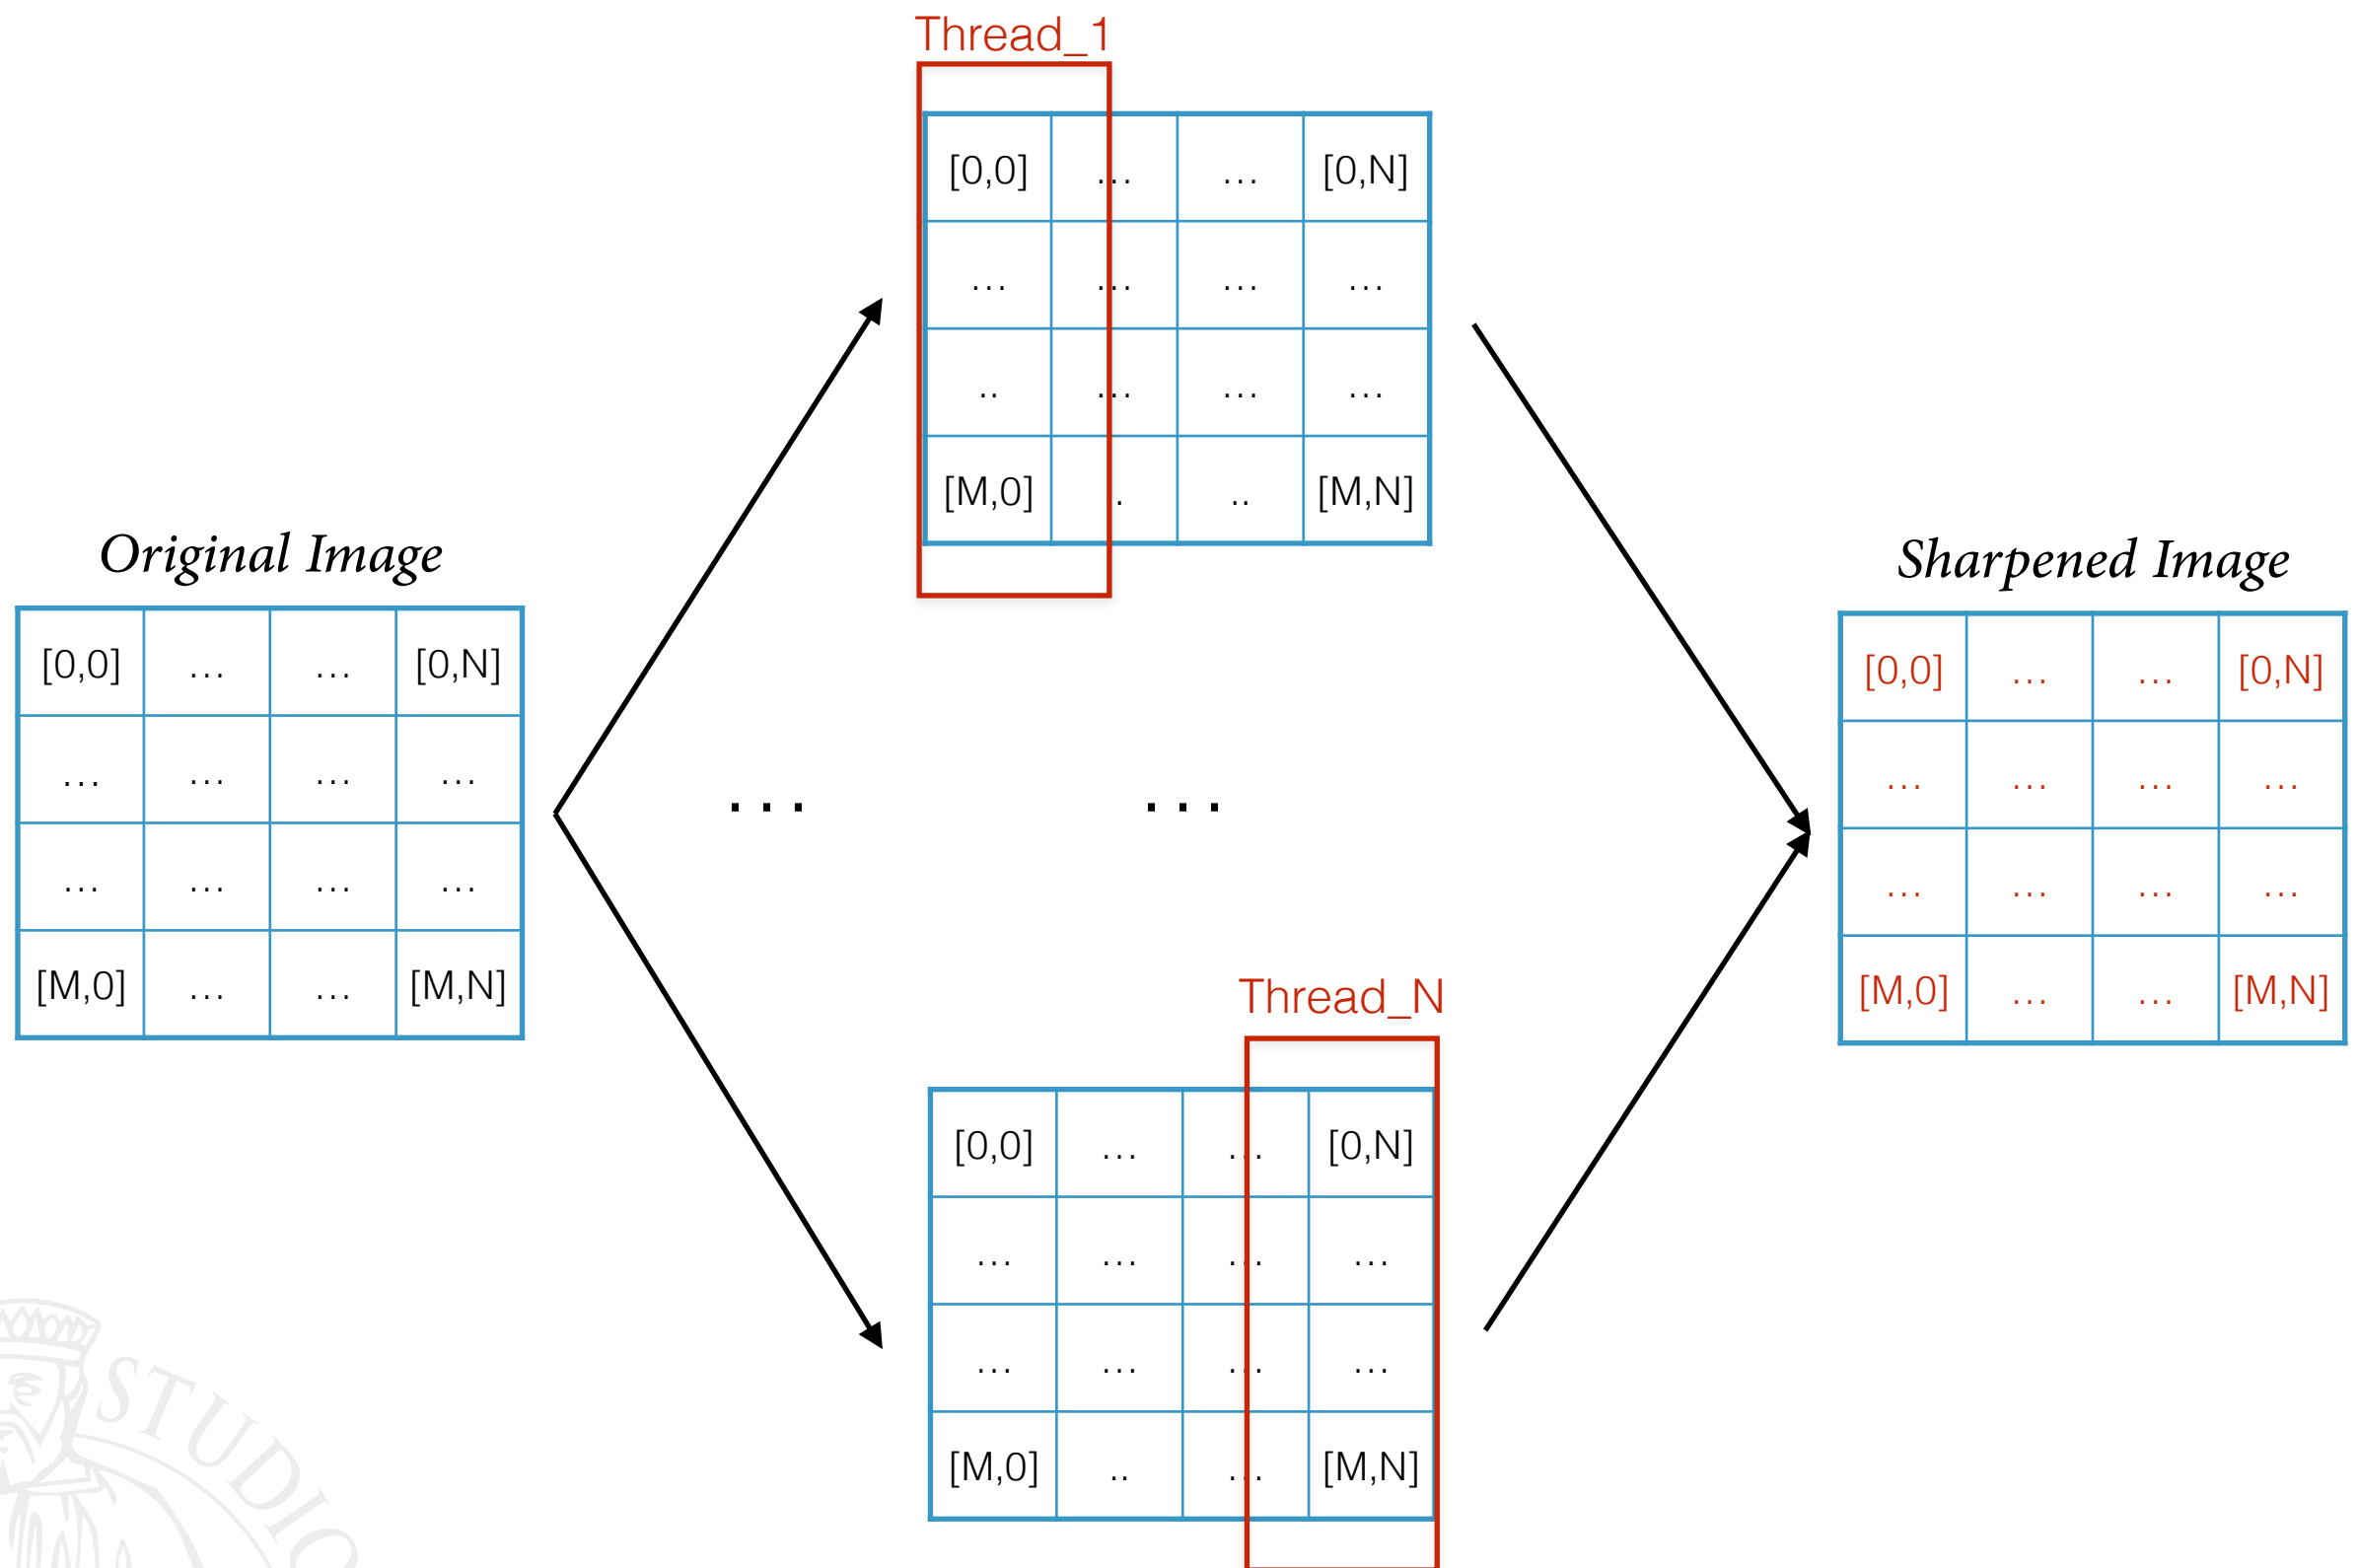 Thread_1
[0,0] ... ... [0,N]
... ... ... ...
.. ... ... ...
[M,0] .. .. [M,N]
Original Image
[0,0] ... ... [0,N]
... ... ... ...
... ... ... ...
[M,0] ... ... [M,N]
... ...
Sharpened Image
[0,0] ... ... [0,N]
... ... ... ...
... ... ... ...
[M,0] ... ... [M,N]
Thread_N
[0,0] ... ... [0,N]
... ... ... ...
... ... ... ...
[M,0] .. ... [M,N]
STUDIO